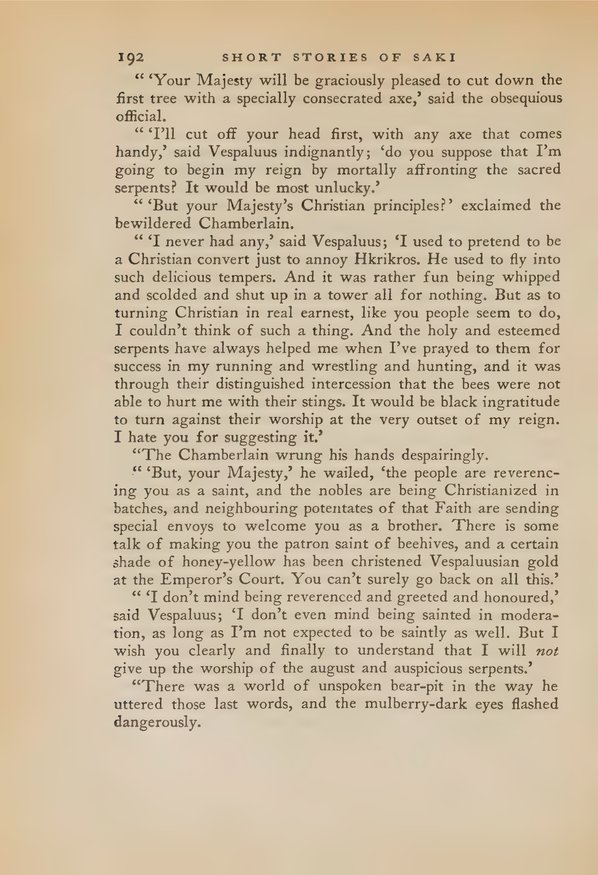 192 SHORT STORIES OF SAKI
“ ‘Your Majesty will be graciously pleased to cut down the
first tree with a specially consecrated axe,’ said the obsequious
official.
“ ‘I’ll cut off your head first, with any axe that comes
handy,’ said Vespaluus indignantly; ‘do you suppose that I’m
going to begin my reign by mortally affronting the sacred
serpents? It would be most unlucky.’
“ ‘But your Majesty’s Christian principles?’ exclaimed the
bewildered Chamberlain.
“ ‘I never had any,’ said Vespaluus; ‘I used to pretend to be
a Christian convert just to annoy Hkrikros. He used to fly into
such delicious tempers. And it was rather fun being whipped
and scolded and shut up in a tower all for nothing. But as to
turning Christian in real earnest, like you people seem to do,
I couldn’t think of such a thing. And the holy and esteemed
serpents have always helped me when I’ve prayed to them for
success in my running and wrestling and hunting, and it was
through their distinguished intercession that the bees were not
able to hurt me with their stings. It would be black ingratitude
to turn against their worship at the very outset of my reign.
I hate you for suggesting it.’
“The Chamberlain wrung his hands despairingly.
“ ‘But, your Majesty,’ he wailed, ‘the people are reverenc-
ing you as a saint, and the nobles are being Christianized in
batches, and neighbouring potentates of that Faith are sending
special envoys to welcome you as a brother. There is some
talk of making you the patron saint of beehives, and a certain
shade of honey-yellow has been christened Vespaluusian gold
at the Emperor’s Court. You can’t surely go back on all this.’
“ ‘I don’t mind being reverenced and greeted and honoured,’
said Vespaluus; ‘I don’t even mind being sainted in modera-
tion, as long as I’m not expected to be saintly as well. But I
wish you clearly and finally to understand that I will not
give up the worship of the august and auspicious serpents.’
“There was a world of unspoken bear-pit in the way he
uttered those last words, and the mulberry-dark eyes flashed
dangerously.